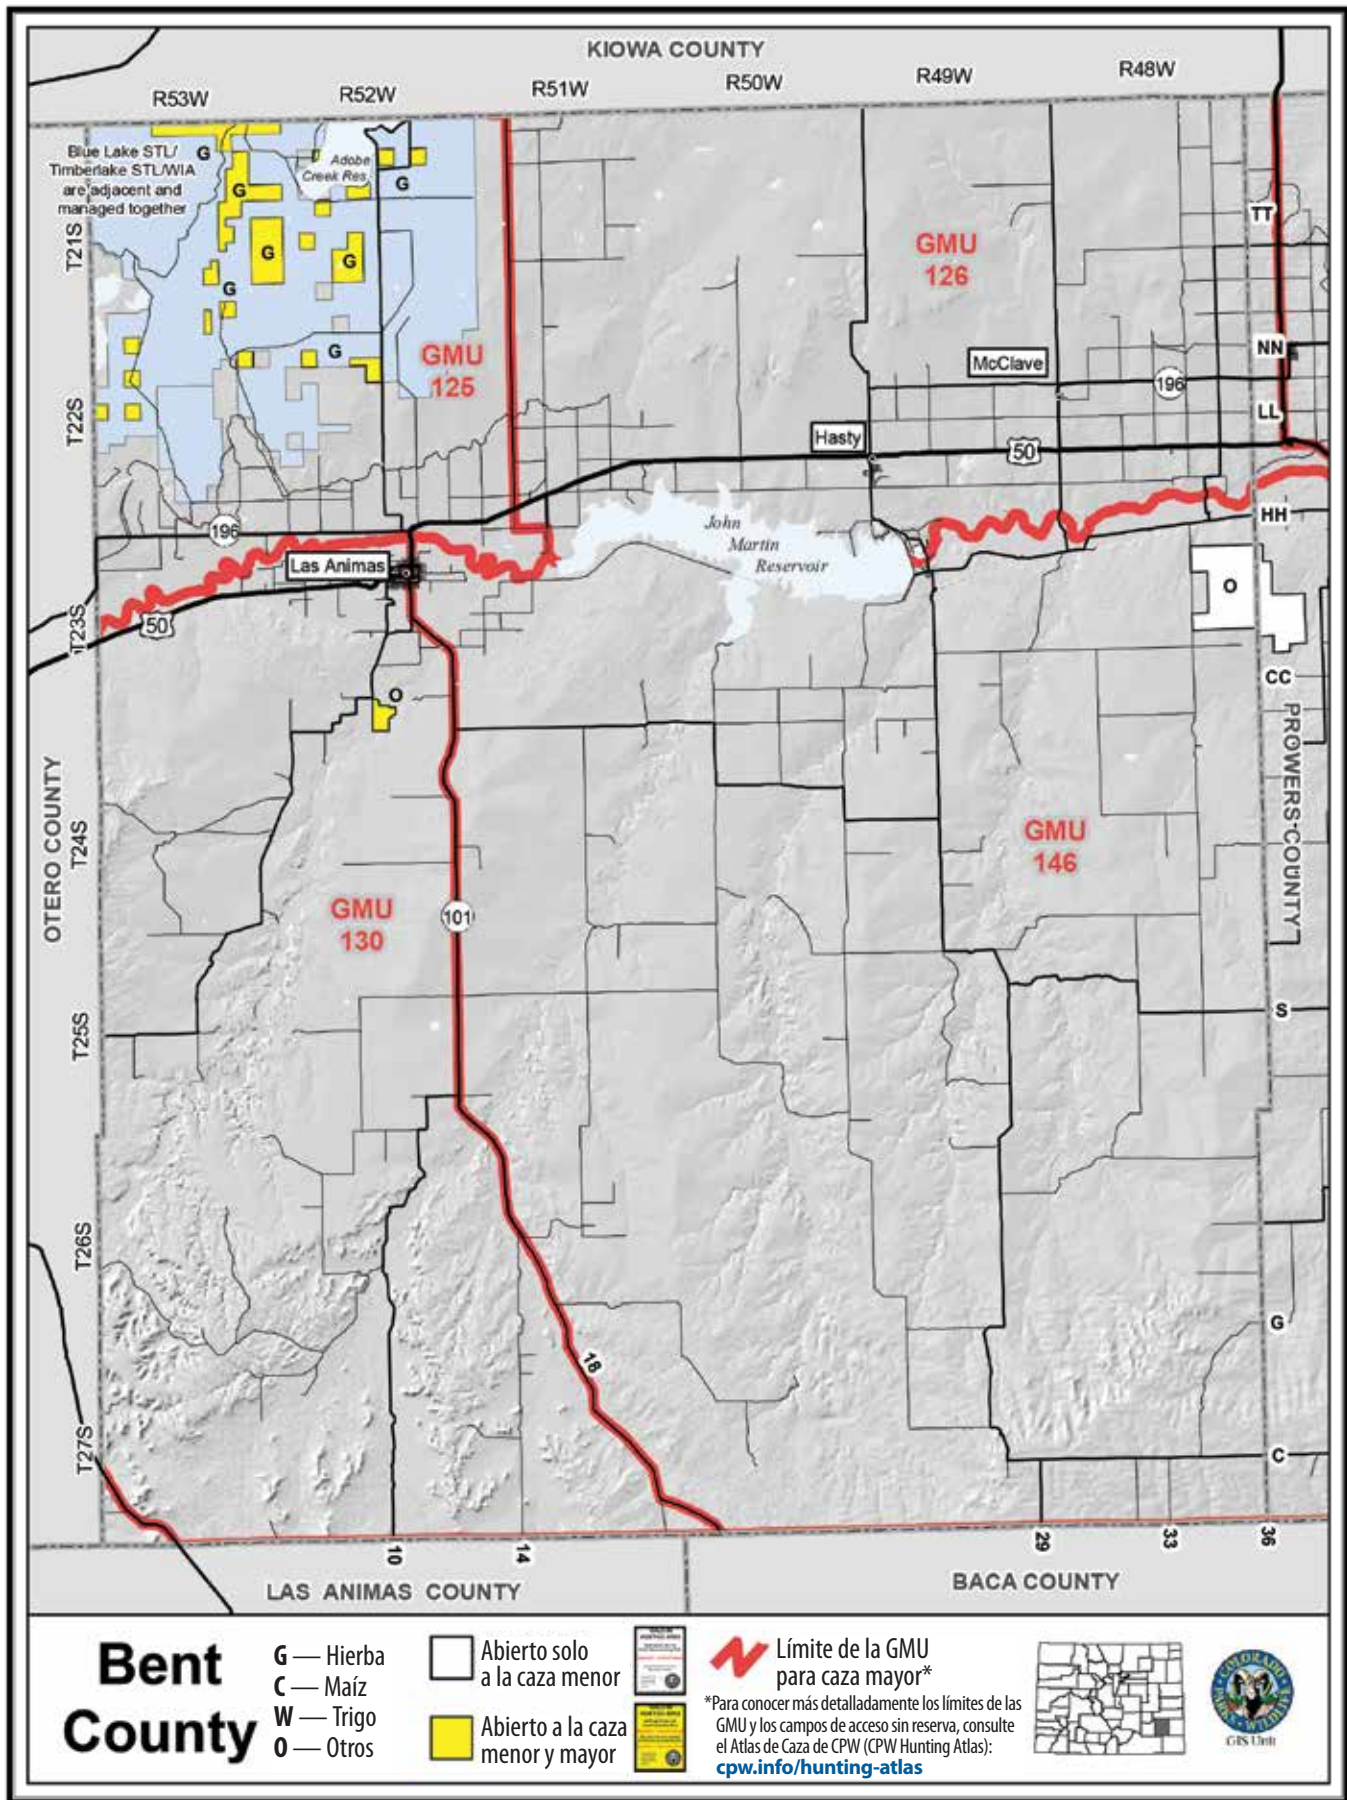 KIOWA COUNTY
R53W
R52W
R51W
R50W
R49W
R48W
Blue Lake STL/
Timberlake STL/WIA
are adjacent and
managed together
G
Adobe
Creek Res.
G
G
G
G
G
G
T21S
T22S
T23S
T24S
T25S
T26S
T27S
GMU
125
GMU
126
TT
NN
McClave
196
LL
Hasty
50
HH
196
Las Animas
50
John
Martin
Reservoir
O
O
CC
PROWERS COUNTY
OTERO COUNTY
GMU
146
GMU
130
101
S
G
18
C
10
14
29
33
36
LAS ANIMAS COUNTY
BACA COUNTY
Bent
County
G — Hierba
C — Maíz
W — Trigo
O — Otros
Abierto solo
a la caza menor
Abierto a la caza
menor y mayor
Límite de la GMU
para caza mayor*
*Para conocer más detalladamente los límites de las
GMU y los campos de acceso sin reserva, consulte
el Atlas de Caza de CPW (CPW Hunting Atlas):
cpw.info/hunting-atlas
COLORADO
PARKS • WILDLIFE
GIS Unit